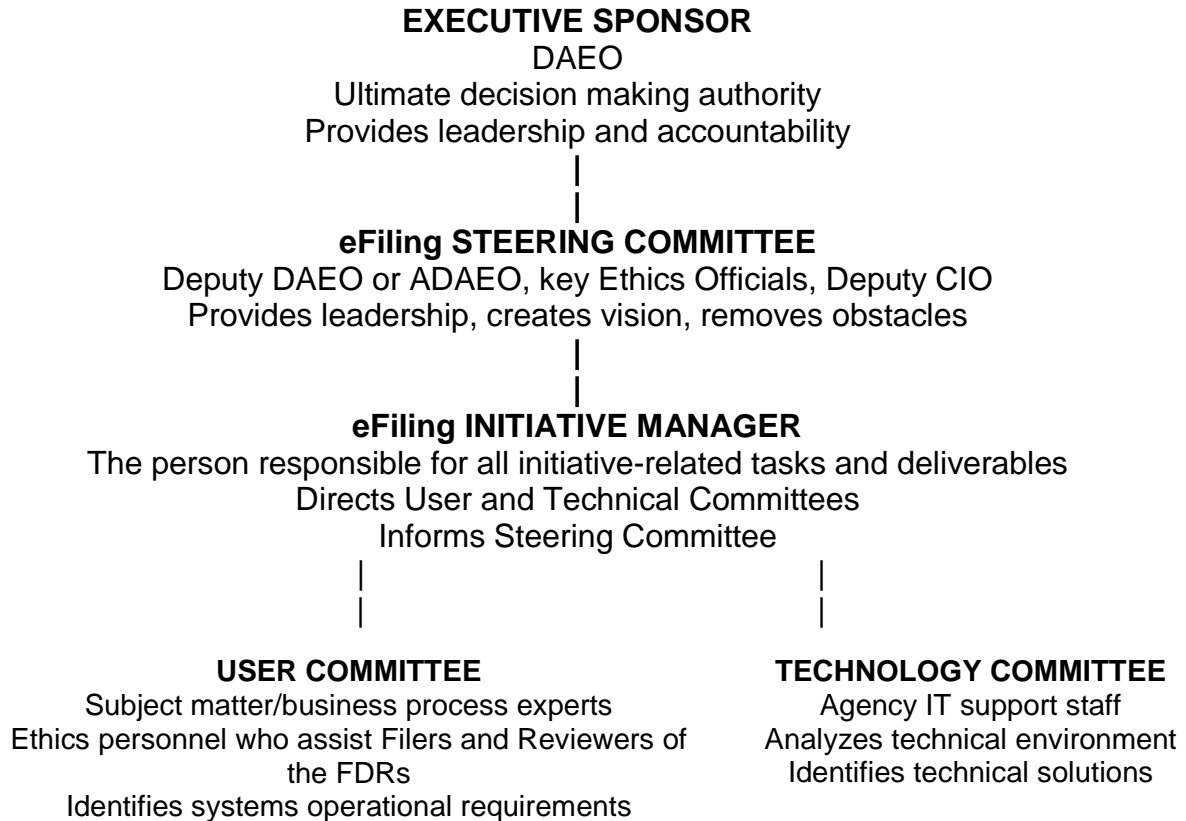 EXECUTIVE SPONSOR
DAEO
Ultimate decision making authority
Provides leadership and accountability
eFiling STEERING COMMITTEE
Deputy DAEO or ADAEO, key Ethics Officials, Deputy CIO
Provides leadership, creates vision, removes obstacles
eFiling INITIATIVE MANAGER
The person responsible for all initiative-related tasks and deliverables
Directs User and Technical Committees
Informs Steering Committee
USER COMMITTEE
Subject matter/business process experts
Ethics personnel who assist Filers and Reviewers of
the FDRs
Identifies systems operational requirements
TECHNOLOGY COMMITTEE
Agency IT support staff
Analyzes technical environment
Identifies technical solutions